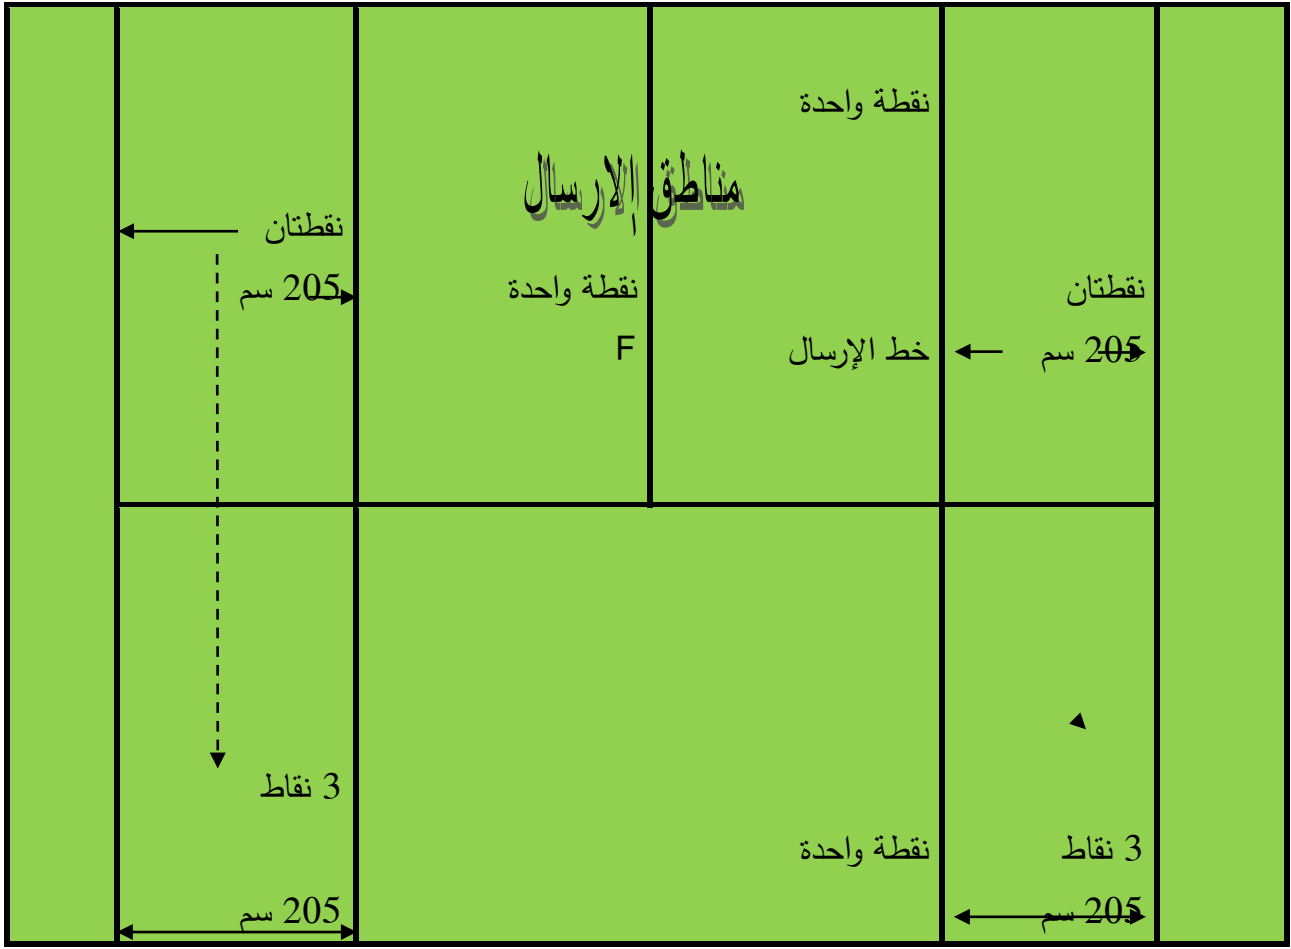 نقطة واحدة
مناطق الإرسال
نقطتان
205 سم
نقطتان
205 سم
خط الإرسال
نقطة واحدة
F
3 نقاط
205 سم
نقطة واحدة
3 نقاط
205 سم